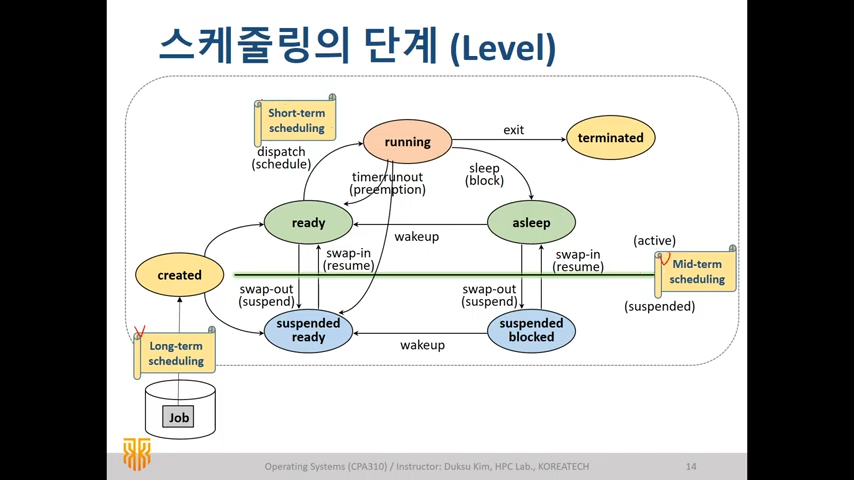 스케줄링의 단계 (Level)
Short-term
scheduling
running
exit
terminated
dispatch
(schedule)
timerrunout
(preemption)
sleep
(block)
ready
asleep
wakeup
(active)
created
swap-in
(resume)
swap-in
(resume)
Mid-term
scheduling
swap-out
(suspend)
swap-out
(suspend)
(suspended)
suspended
ready
suspended
blocked
wakeup
Long-term
scheduling
Job
Operating Systems (CPA310) / Instructor: Duksu Kim, HPC Lab., KOREATECH
14